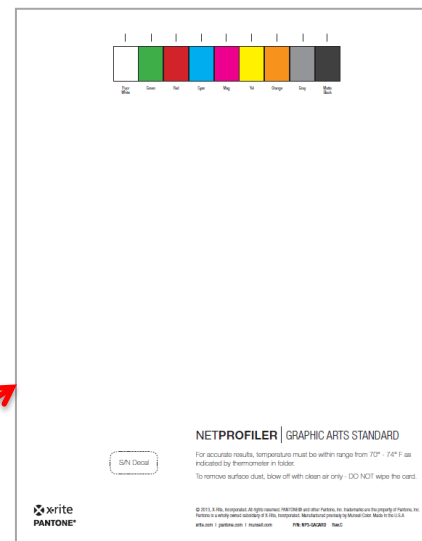 Paper White Green Red Cyan Mag Yel Orange Gray Matte Black
NETPROFILER | GRAPHIC ARTS STANDARD
For accurate results, temperature must be within range from 70° - 74° F as
indicated by thermometer in folder.
S/N Decal
To remove surface dust, blow off with clean air only - DO NOT wipe the card.
x-rite
PANTONE®
© 2013, X-Rite, Incorporated. All rights reserved. PANTONE® and other Pantone, Inc. trademarks are the property of Pantone, Inc.
Pantone is a wholly owned subsidiary of X-Rite, Incorporated. Manufactured precisely by Munsell Color. Made in the U.S.A.
xrite.com | pantone.com | munsell.com P/N: NPS-GACARD Rev.C